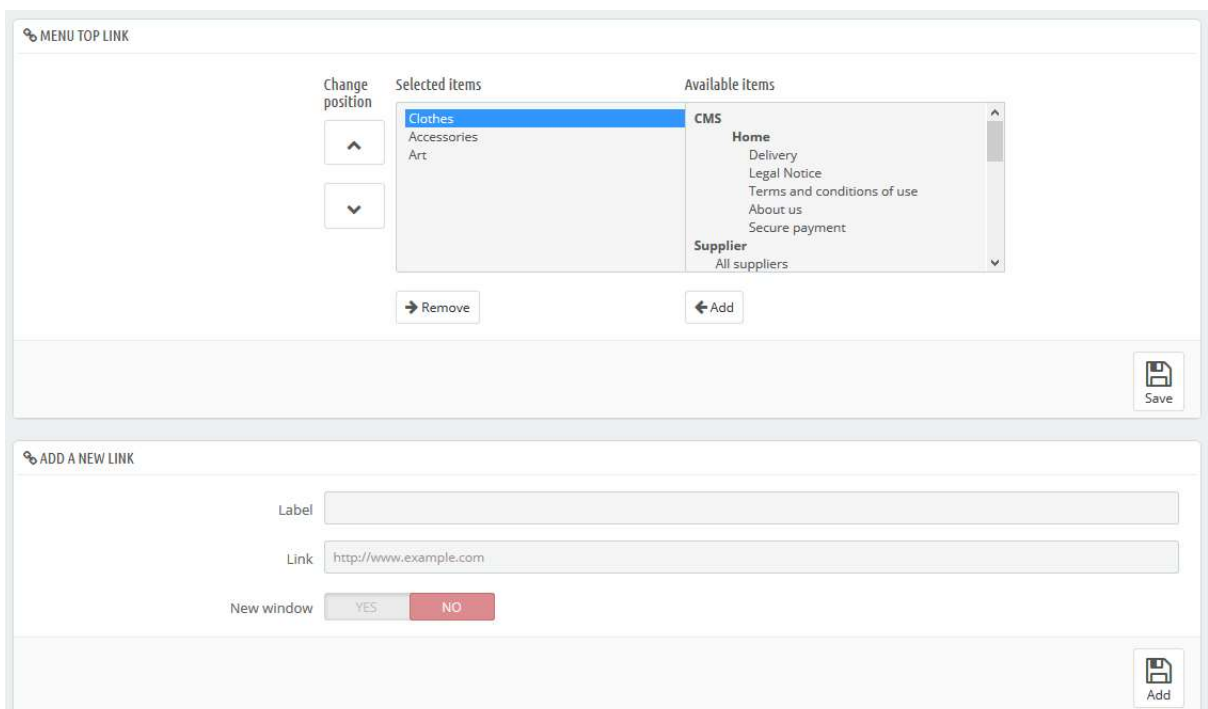 MENU TOP LINK
Change position
Selected items
Available items
Clothes
Accessories
Art
CMS
Home
Delivery
Legal Notice
Terms and conditions of use
About us
Secure payment
Supplier
All suppliers
Remove
Add
Save
ADD A NEW LINK
Label
Link
http://www.example.com
New window
YES
NO
Add